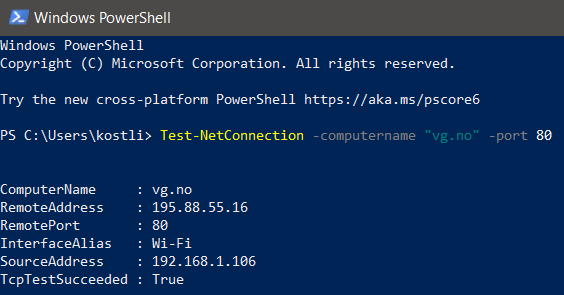 Windows PowerShell
Windows PowerShell
Copyright (C) Microsoft Corporation. All rights reserved.
Try the new cross-platform PowerShell https://aka.ms/pscore6
PS C:\Users\kostli> Test-NetConnection -computername "vg.no" -port 80
ComputerName     : vg.no
RemoteAddress    : 195.88.55.16
RemotePort       : 80
InterfaceAlias   : Wi-Fi
SourceAddress    : 192.168.1.106
TcpTestSucceeded : True